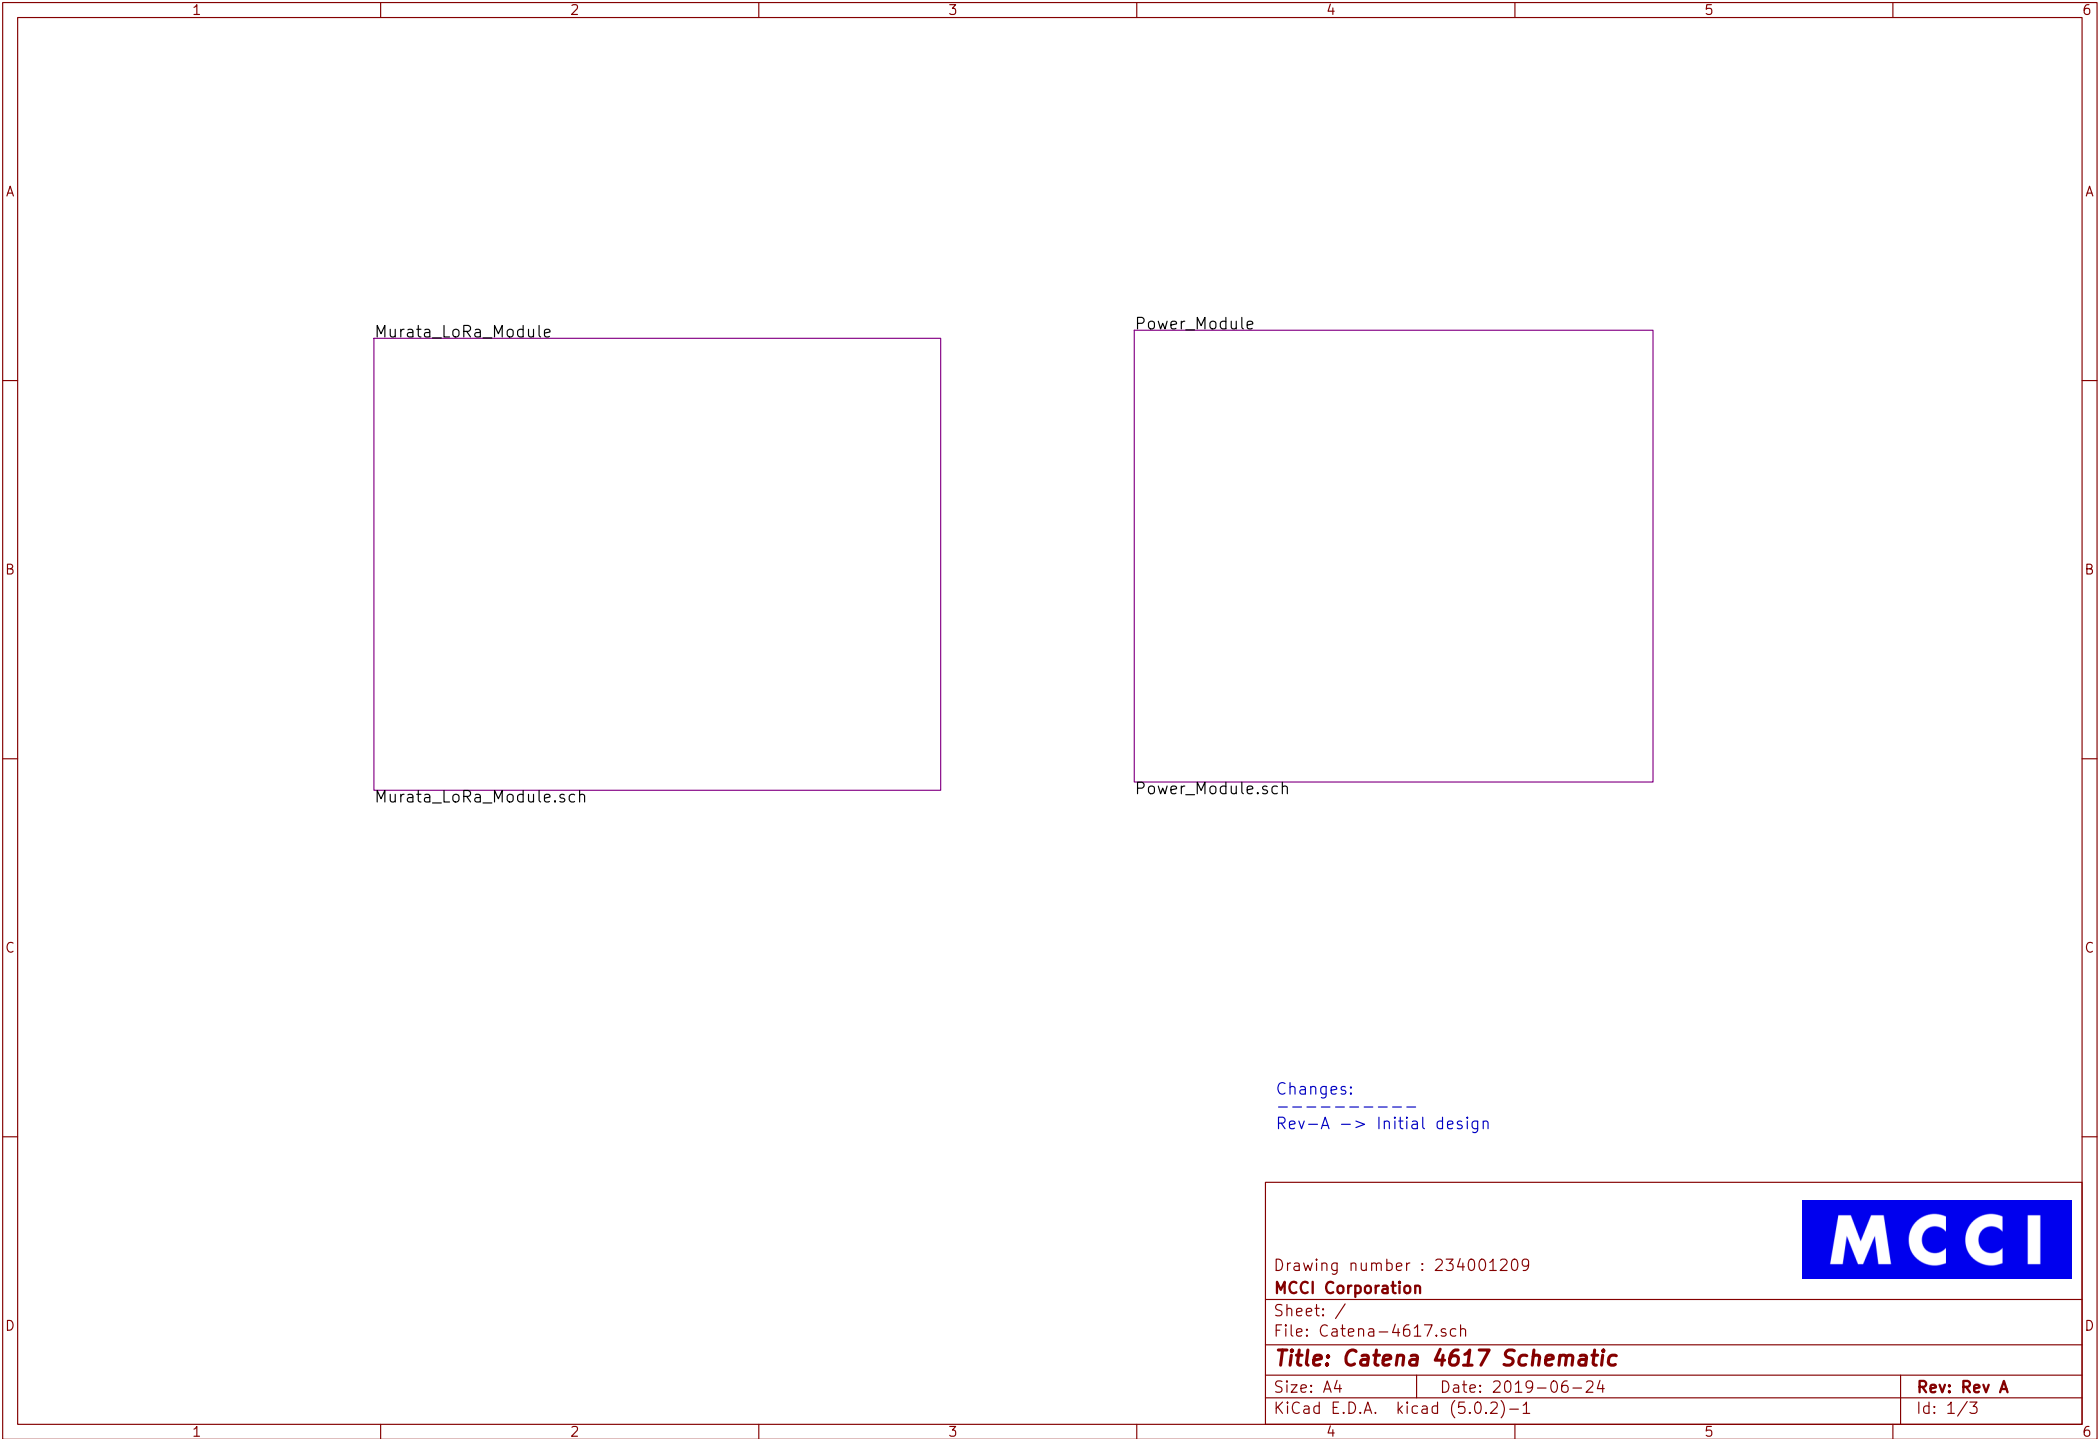 1 2 3 4 5 6
A A
Murata_LoRa_Module
Power_Module
B B
Murata_LoRa_Module.sch
Power_Module.sch
C C
Changes:
----------
Rev-A -> Initial design
MCCI
Drawing number : 234001209
MCCI Corporation
Sheet: /
File: Catena-4617.sch
D D
Title: Catena 4617 Schematic
Size: A4 Date: 2019-06-24 Rev: Rev A
KiCad E.D.A. kicad (5.0.2)-1 Id: 1/3
1 2 3 4 5 6